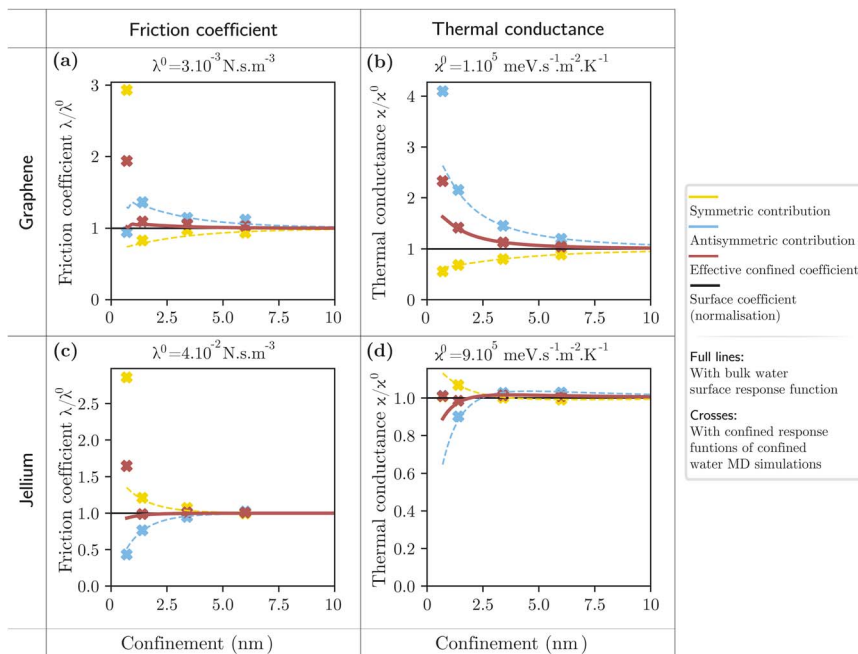 Friction coefficient
Thermal conductance
Graphene
Jellium
(a)
λ⁰=3.10⁻³ N.s.m⁻³
Friction coefficient λ/λ⁰
3
2
1
0
0
2.5
5.0
7.5
10
(b)
ϰ⁰=1.10⁵ meV.s⁻¹.m⁻².K⁻¹
Thermal conductance ϰ/ϰ⁰
4
3
2
1
0
0
2.5
5.0
7.5
10
(c)
λ⁰=4.10⁻² N.s.m⁻³
Friction coefficient λ/λ⁰
2.5
2.0
1.5
1.0
0.5
0.0
0
2.5
5.0
7.5
10
(d)
ϰ⁰=9.10⁵ meV.s⁻¹.m⁻².K⁻¹
Thermal conductance ϰ/ϰ⁰
1.0
0.8
0.6
0.4
0.2
0.0
0
2.5
5.0
7.5
10
Confinement (nm)
Confinement (nm)
Symmetric contribution
Antisymmetric contribution
Effective confined coefficient
Surface coefficient
(normalisation)
Full lines:
With bulk water
surface response function
Crosses:
With confined response
funtions of confined
water MD simulations